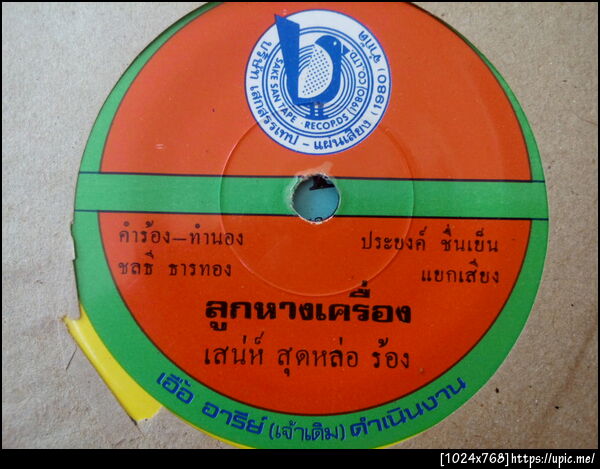 บริษัท เสกสรรเทป - แผ่นเสียง (1980) จำกัด
SAKE SAN TAPE · RECORDS (1980) CO., LTD.
คำร้อง-ทำนอง
ชลธี ธารทอง
ประยงค์ ชื่นเย็น
แยกเสียง
ลูกหางเครื่อง
เสน่ห์ สุดหล่อ ร้อง
เอ๊อ อารีย์ (เจ้าเดิม) ดำเนินงาน
[1024x768]https://upic.me/